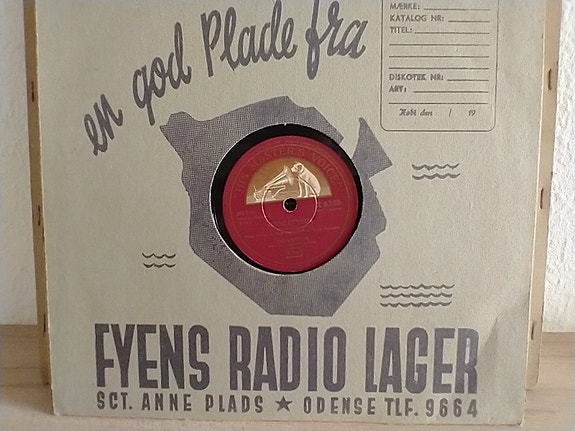 en god Plade fra
MÆRKE:
KATALOG NR:
TITEL:
DISKOTEK NR:
ART:
Købt den / 19
HIS MASTER'S VOICE
FYENS RADIO LAGER
SCT. ANNE PLADS ★ ODENSE TLF. 9664